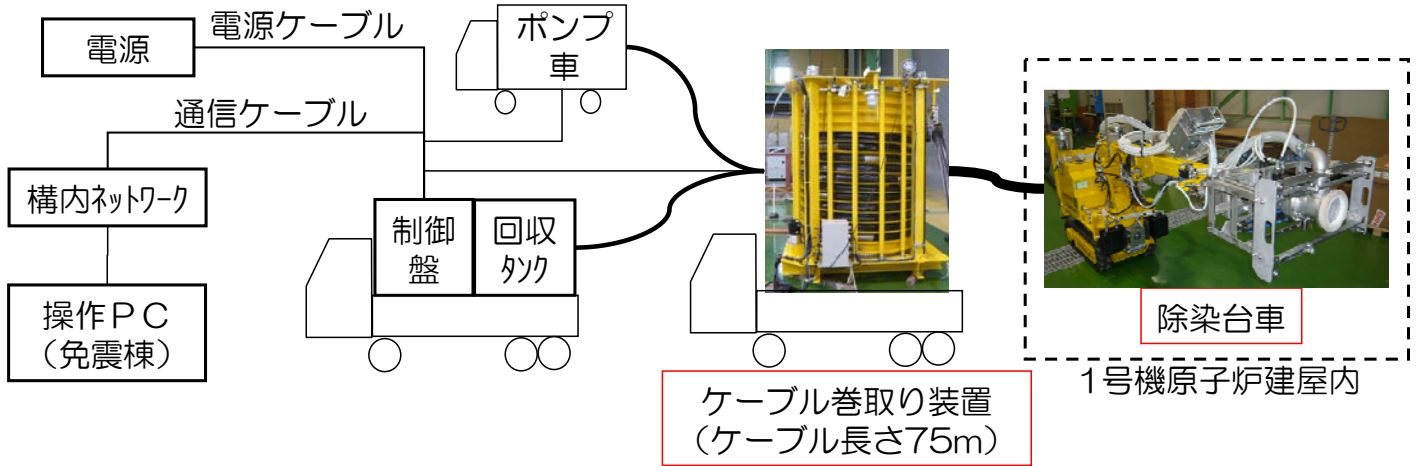 電源
電源ケーブル
ポンプ
車
通信ケーブル
構内ﾈｯﾄﾜｰｸ
制御
盤
回収
ﾀﾝｸ
操作ＰＣ
（免震棟）
除染台車
1号機原子炉建屋内
ケーブル巻取り装置
（ケーブル長さ75m）